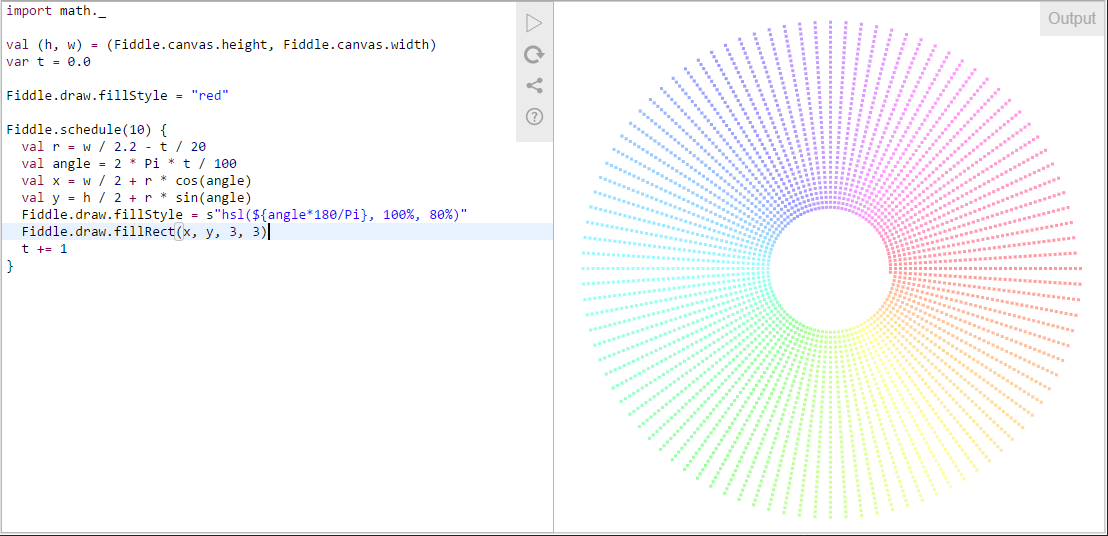 import math._
val (h, w) = (Fiddle.canvas.height, Fiddle.canvas.width)
var t = 0.0
Fiddle.draw.fillStyle = "red"
Fiddle.schedule(10) {
  val r = w / 2.2 - t / 20
  val angle = 2 * Pi * t / 100
  val x = w / 2 + r * cos(angle)
  val y = h / 2 + r * sin(angle)
  Fiddle.draw.fillStyle = s"hsl(${angle*180/Pi}, 100%, 80%)"
  Fiddle.draw.fillRect(x, y, 3, 3)
  t += 1
}
?
Output